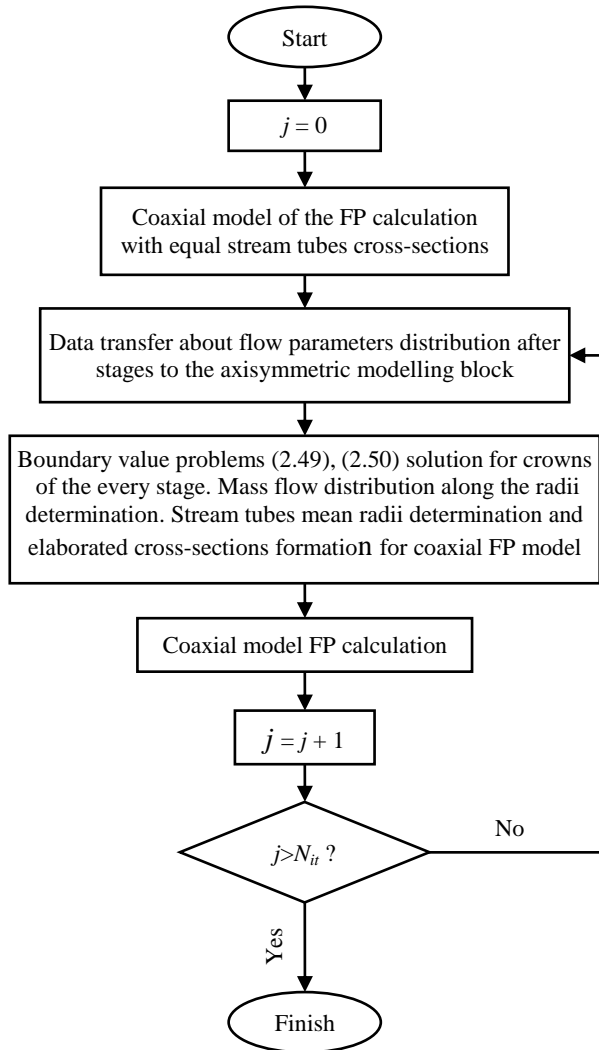 Start
j = 0
Coaxial model of the FP calculation
with equal stream tubes cross-sections
Data transfer about flow parameters distribution after
stages to the axisymmetric modelling block
Boundary value problems (2.49), (2.50) solution for crowns
of the every stage. Mass flow distribution along the radii
determination. Stream tubes mean radii determination and
elaborated cross-sections formation for coaxial FP model
Coaxial model FP calculation
j = j + 1
j>Nit ?
No
Yes
Finish